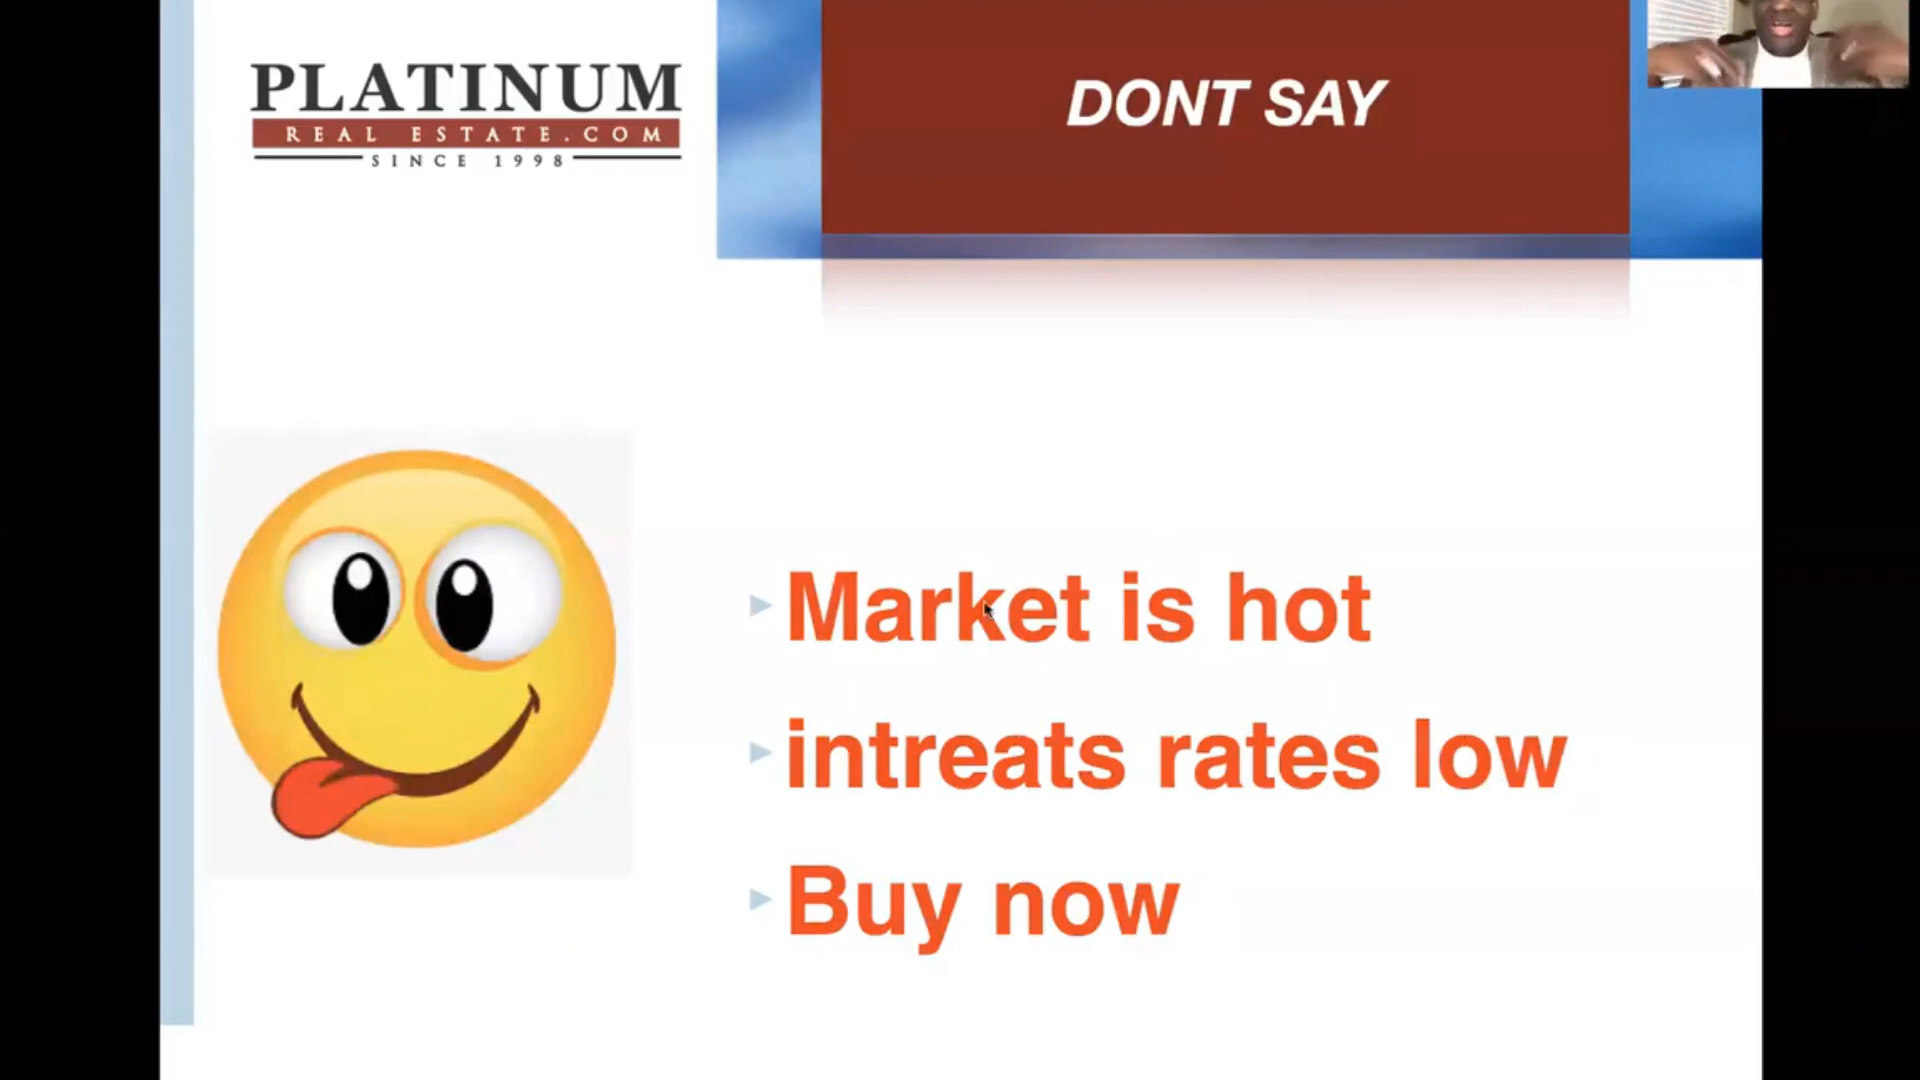 PLATINUM
REAL ESTATE.COM
SINCE 1998
DONT SAY
Market is hot
intreats rates low
Buy now